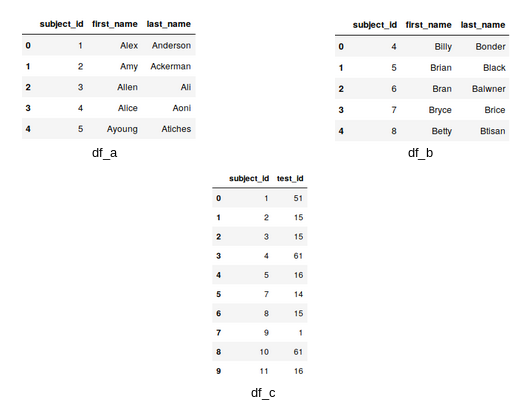 subject_id first_name last_name
0 1 Alex Anderson
1 2 Amy Ackerman
2 3 Allen Ali
3 4 Alice Aoni
4 5 Ayoung Atiches
df_a
subject_id first_name last_name
0 4 Billy Bonder
1 5 Brian Black
2 6 Bran Balwner
3 7 Bryce Brice
4 8 Betty Btisan
df_b
subject_id test_id
0 1 51
1 2 15
2 3 15
3 4 61
4 5 16
5 7 14
6 8 15
7 9 1
8 10 61
9 11 16
df_c